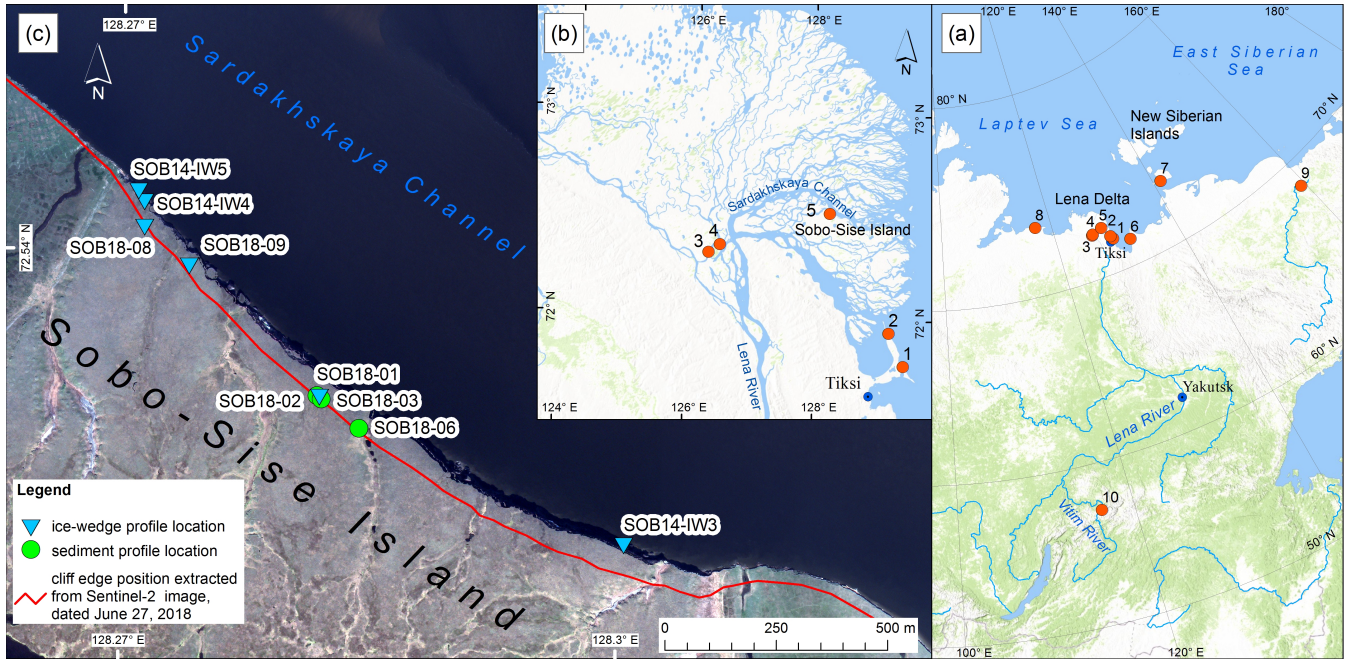 (c)
128.27° E
N
Sardakhskaya Channel
SOB14-IW5
SOB14-IW4
SOB18-08
SOB18-09
72.54° N
SOB18-01
SOB18-02
SOB18-03
SOB18-06
SOB14-IW3
Sobo-Sise Island
Legend
ice-wedge profile location
sediment profile location
cliff edge position extracted
from Sentinel-2 image,
dated June 27, 2018
128.27° E
128.3° E
0 250 500 m
(b)
126° E
128° E
N
73° N
73° N
Sardakhskaya Channel
5
Sobo-Sise Island
4
3
72° N
72° N
2
1
Lena River
Tiksi
124° E
126° E
128° E
(a)
120° E
140° E
160° E
180°
East Siberian
Sea
80° N
70° N
Laptev Sea
New Siberian
Islands
7
9
Lena Delta
8
4
5
2
1
6
3
Tiksi
60° N
Yakutsk
Lena River
10
Vitim River
50° N
100° E
120° E